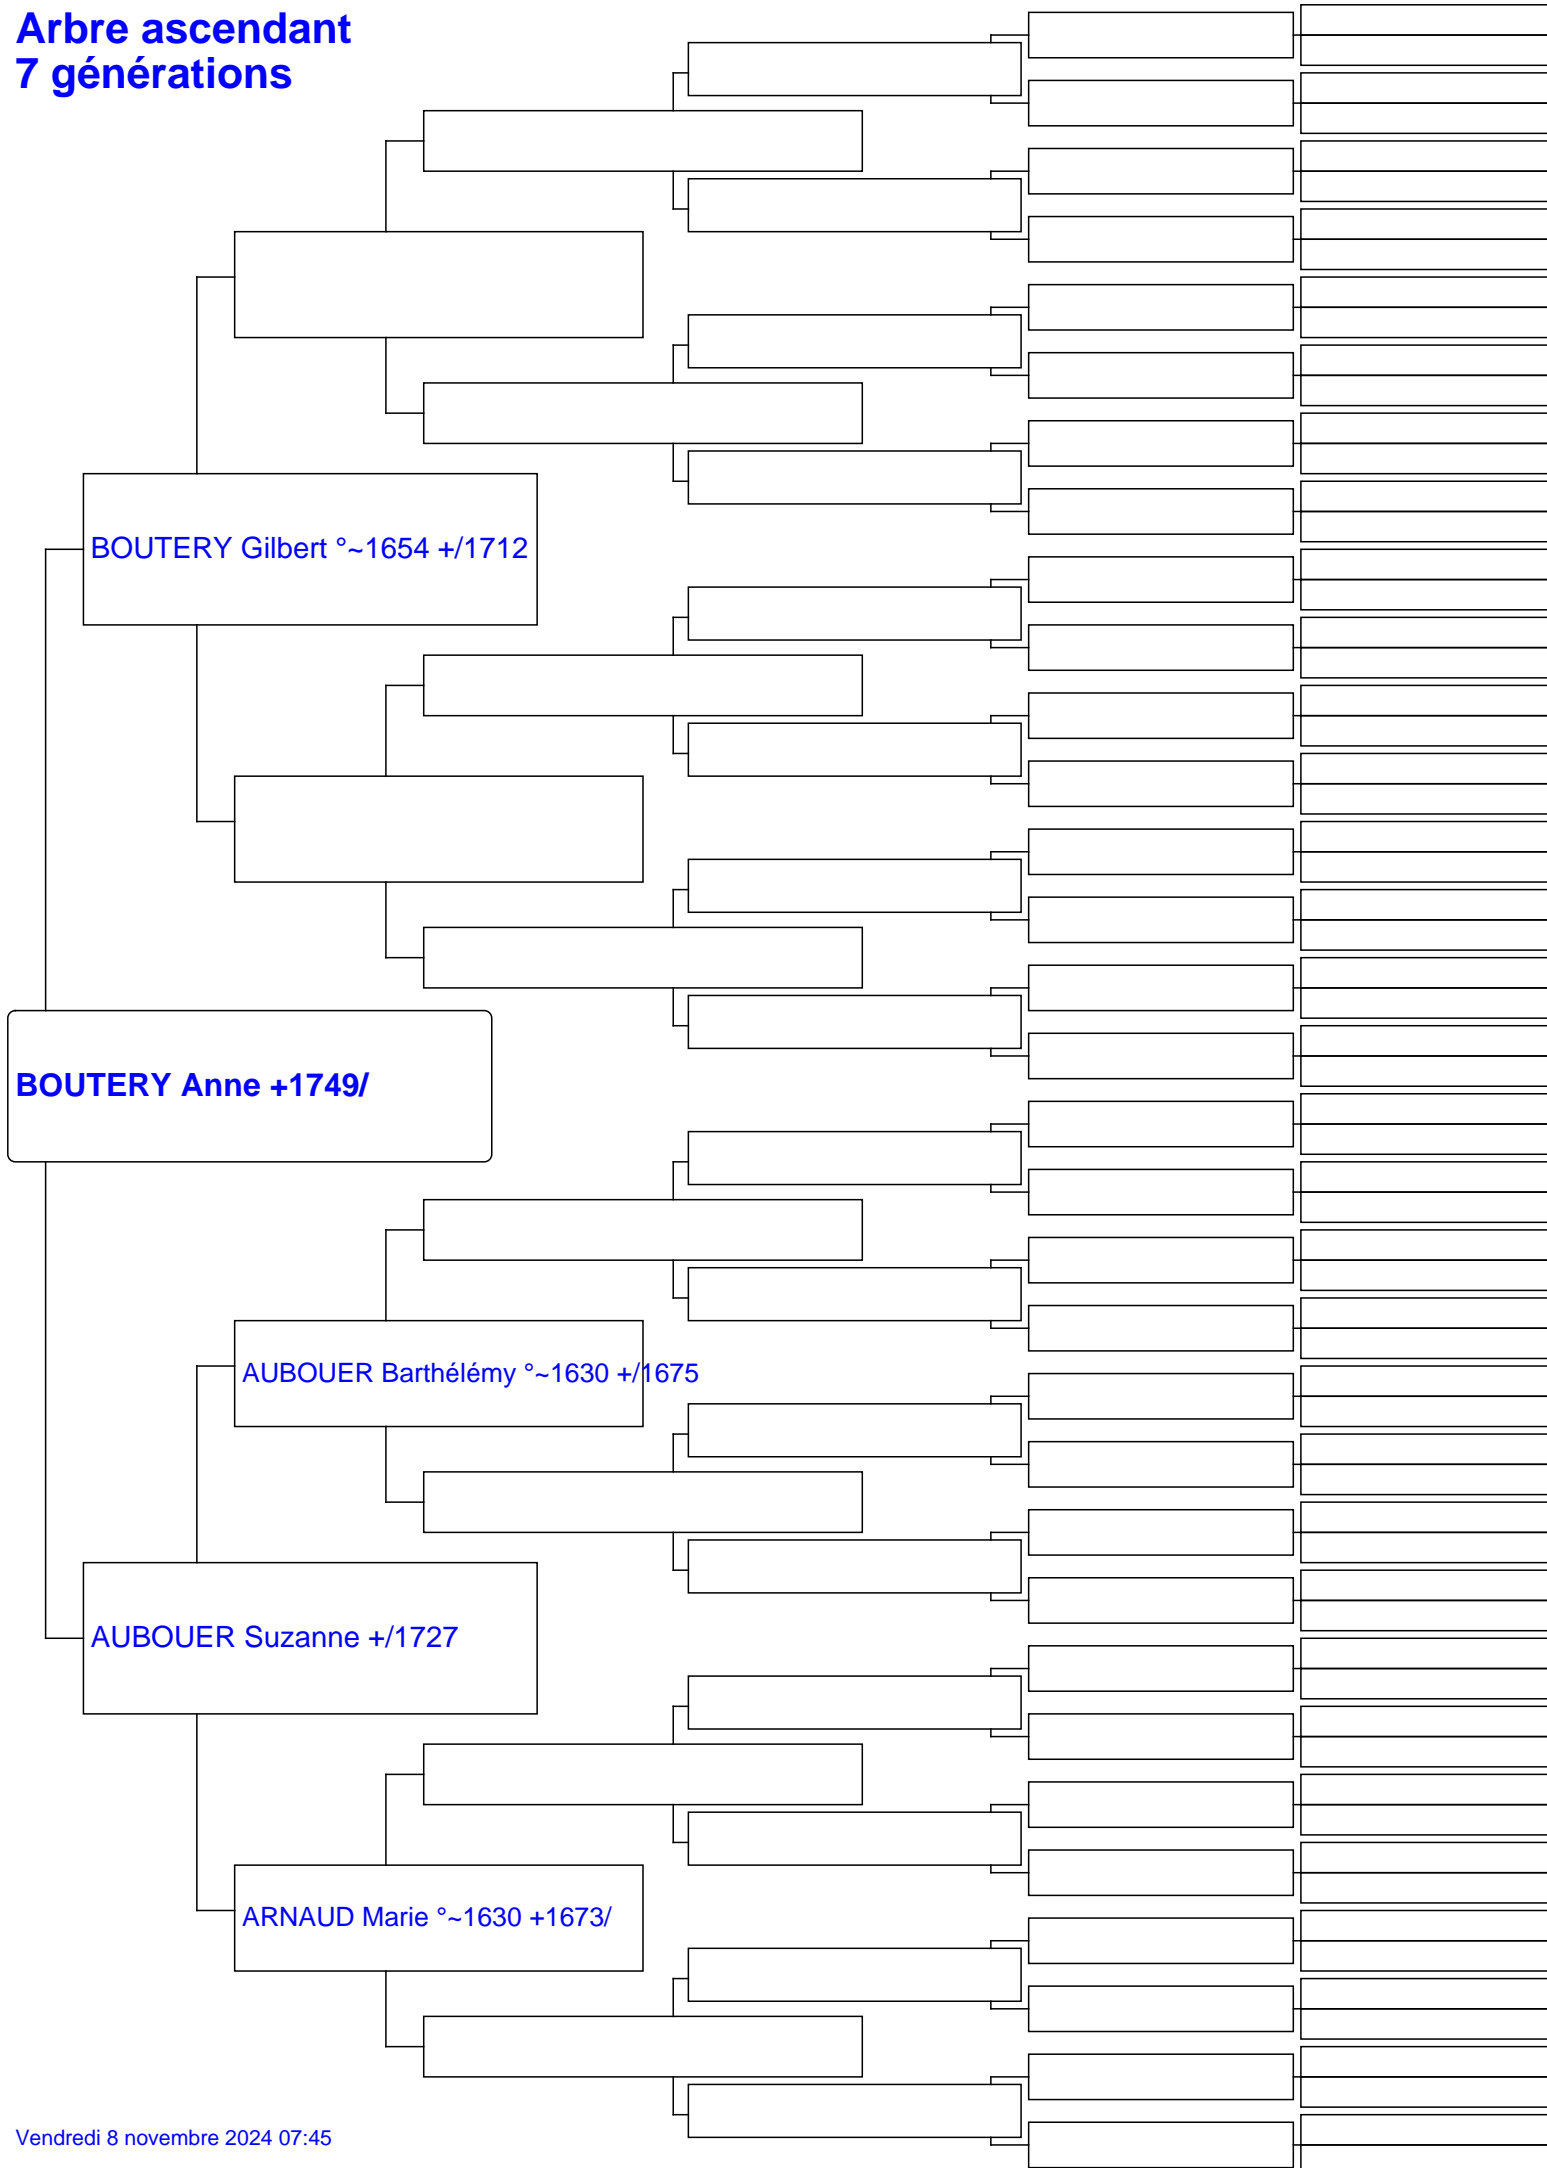 Arbre ascendant
7 générations
BOUTERY Gilbert °~1654 +/1712
BOUTERY Anne +1749/
AUBOUER Barthélémy °~1630 +/1675
AUBOUER Suzanne +/1727
ARNAUD Marie °~1630 +1673/
Vendredi 8 novembre 2024 07:45